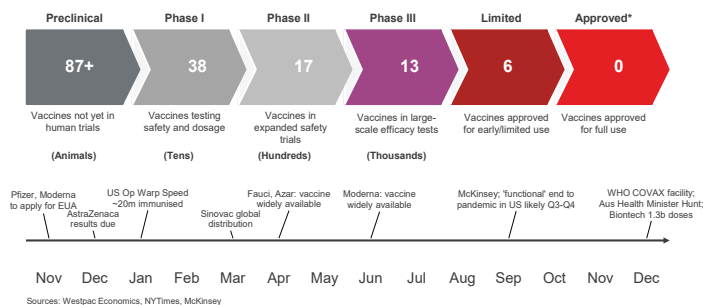 Preclinical
Phase I
Phase II
Phase III
Limited
Approved*
87+
38
17
13
6
0
Vaccines not yet in
human trials
(Animals)
Vaccines testing
safety and dosage
(Tens)
Vaccines in
expanded safety
trials
(Hundreds)
Vaccines in large-
scale efficacy tests
(Thousands)
Vaccines approved
for early/limited use
Vaccines approved
for full use
Pfizer, Moderna
to apply for EUA
AstraZenaca
results due
US Op Warp Speed
~20m immunised
Sinovac global
distribution
Fauci, Azar: vaccine
widely available
Moderna: vaccine
widely available
McKinsey; 'functional' end to
pandemic in US likely Q3-Q4
WHO COVAX facility;
Aus Health Minister Hunt;
Biontech 1.3b doses
Nov
Dec
Jan
Feb
Mar
Apr
May
Jun
Jul
Aug
Sep
Oct
Nov
Dec
Sources: Westpac Economics, NYTimes, McKinsey